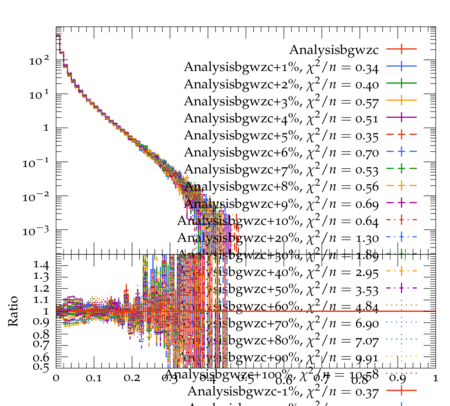 Analysisbgwzc
Analysisbgwzc+1%, χ²/n = 0.34
Analysisbgwzc+2%, χ²/n = 0.40
Analysisbgwzc+3%, χ²/n = 0.57
Analysisbgwzc+4%, χ²/n = 0.51
Analysisbgwzc+5%, χ²/n = 0.35
Analysisbgwzc+6%, χ²/n = 0.70
Analysisbgwzc+7%, χ²/n = 0.53
Analysisbgwzc+8%, χ²/n = 0.56
Analysisbgwzc+9%, χ²/n = 0.69
Analysisbgwzc+10%, χ²/n = 0.64
Analysisbgwzc+20%, χ²/n = 1.30
Analysisbgwzc+30%, χ²/n = 1.89
Analysisbgwzc+40%, χ²/n = 2.95
Analysisbgwzc+50%, χ²/n = 3.53
Analysisbgwzc+60%, χ²/n = 4.84
Analysisbgwzc+70%, χ²/n = 6.90
Analysisbgwzc+80%, χ²/n = 7.07
Analysisbgwzc+90%, χ²/n = 9.91
Analysisbgwzc+100%, χ²/n = 10.58
Analysisbgwzc-1%, χ²/n = 0.37
10²
10¹
1
10⁻¹
10⁻²
10⁻³
Ratio
1.4
1.3
1.2
1.1
1
0.9
0.8
0.7
0.6
0.5
0 0.1 0.2 0.3 0.4 0.5 0.6 0.7 0.8 0.9 1